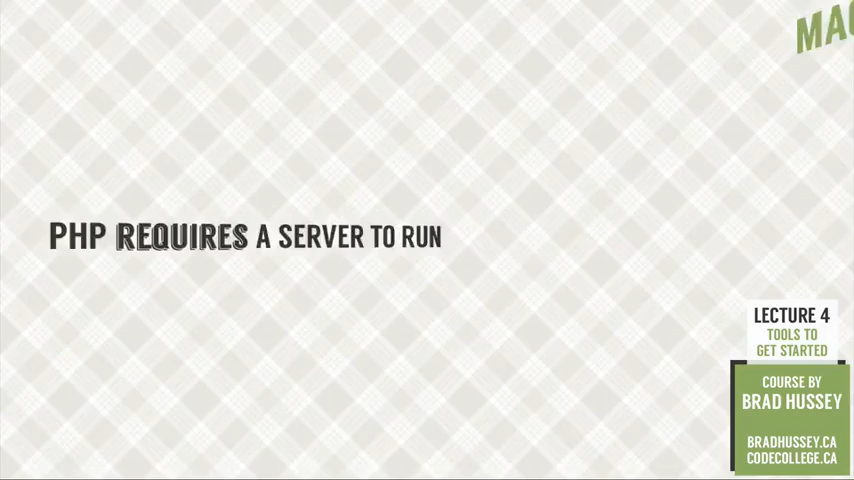 PHP REQUIRES A SERVER TO RUN
LECTURE 4
TOOLS TO
GET STARTED
COURSE BY
BRAD HUSSEY
BRADHUSSEY.CA
CODECOLLEGE.CA